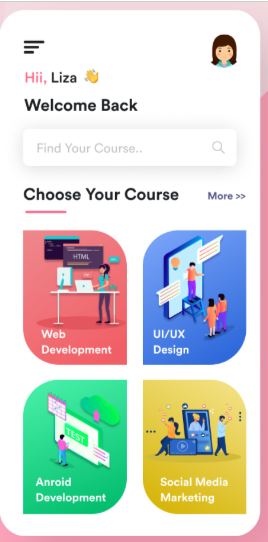 Hii, Liza 👋
Welcome Back
Find Your Course..
Choose Your Course
More >>
HTML
Web
Development
UI/UX
Design
TEST
Anroid
Development
Social Media
Marketing